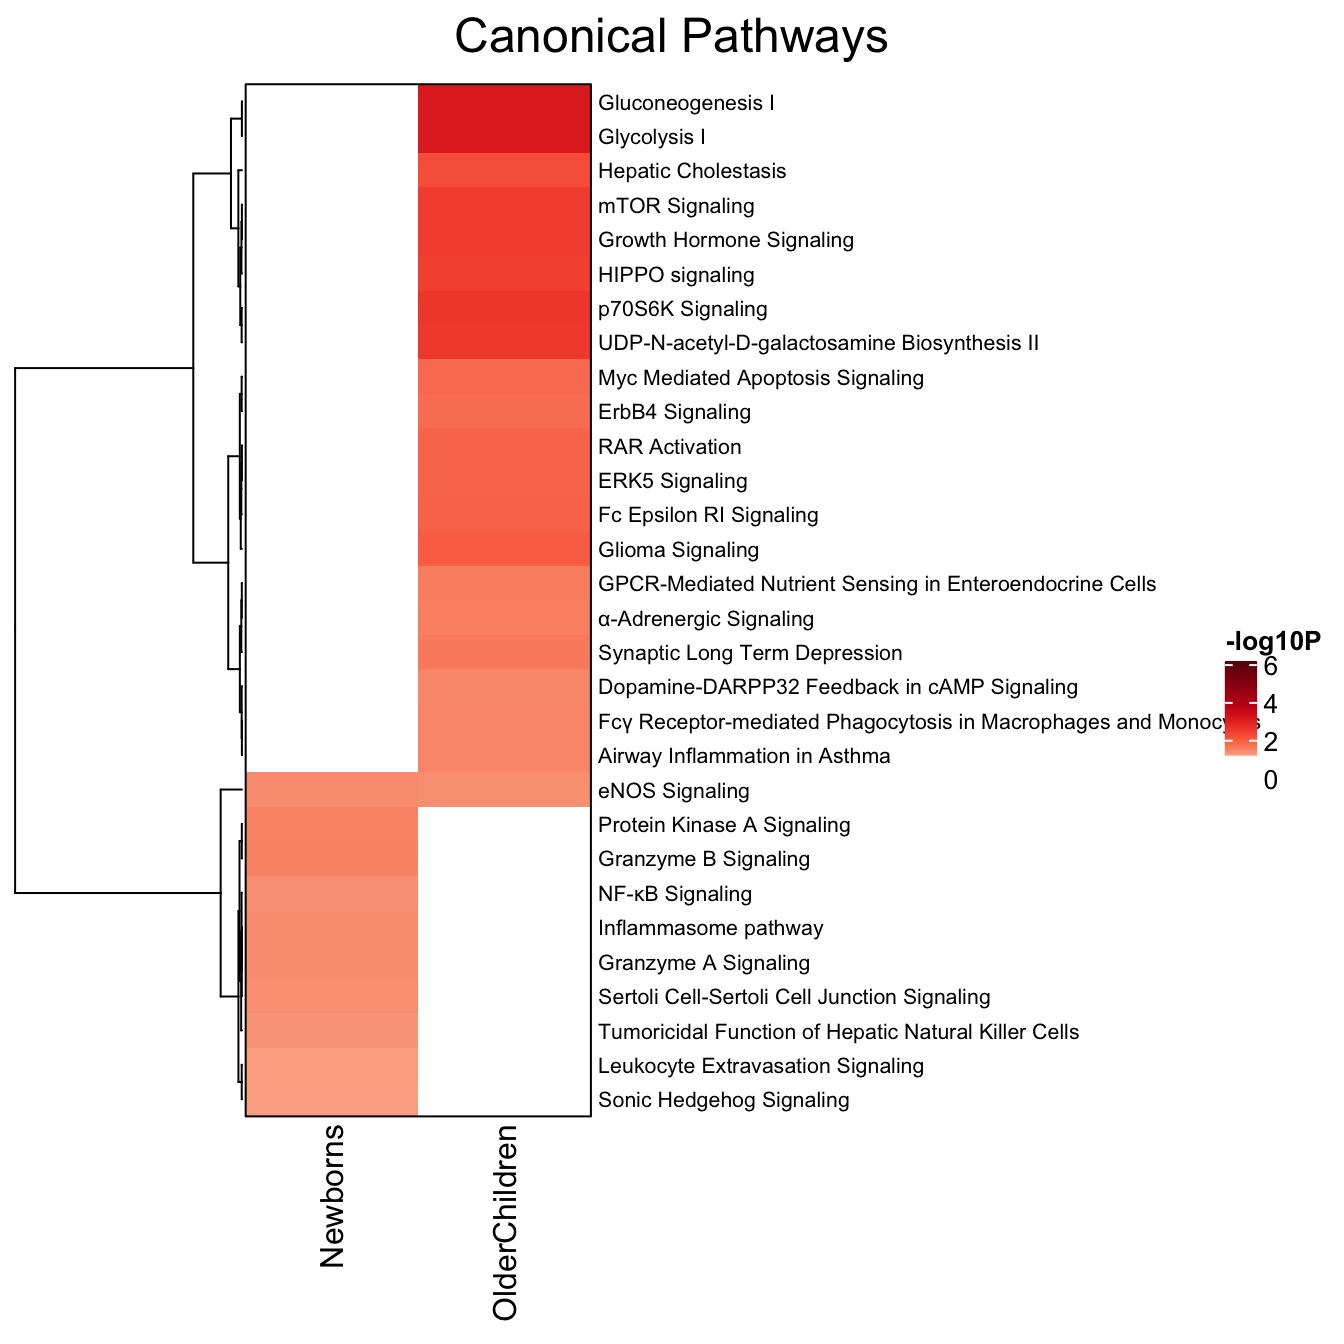 Canonical Pathways
Gluconeogenesis I
Glycolysis I
Hepatic Cholestasis
mTOR Signaling
Growth Hormone Signaling
HIPPO signaling
p70S6K Signaling
UDP-N-acetyl-D-galactosamine Biosynthesis II
Myc Mediated Apoptosis Signaling
ErbB4 Signaling
RAR Activation
ERK5 Signaling
Fc Epsilon RI Signaling
Glioma Signaling
GPCR-Mediated Nutrient Sensing in Enteroendocrine Cells
α-Adrenergic Signaling
Synaptic Long Term Depression
Dopamine-DARPP32 Feedback in cAMP Signaling
Fcγ Receptor-mediated Phagocytosis in Macrophages and
Airway Inflammation in Asthma
eNOS Signaling
Protein Kinase A Signaling
Granzyme B Signaling
NF-κB Signaling
Inflammasome pathway
Granzyme A Signaling
Sertoli Cell-Sertoli Cell Junction Signaling
Tumoricidal Function of Hepatic Natural Killer Cells
Leukocyte Extravasation Signaling
Sonic Hedgehog Signaling
-log10P
6
4
2
0
Newborns
OlderChildren